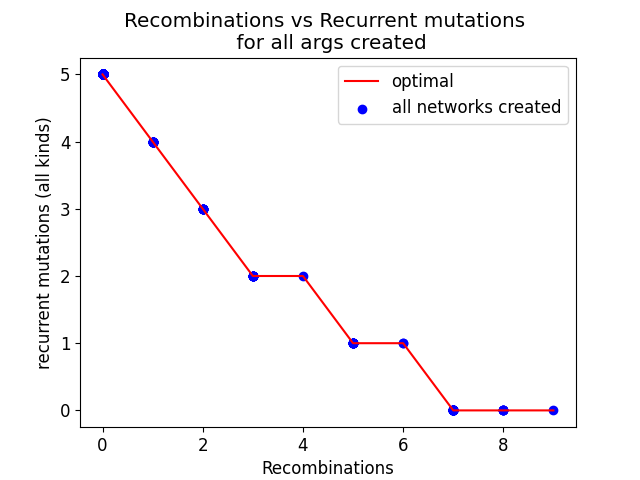 Recombinations vs Recurrent mutations
for all args created
optimal
all networks created
recurrent mutations (all kinds)
5
4
3
2
1
0
0 2 4 6 8
Recombinations